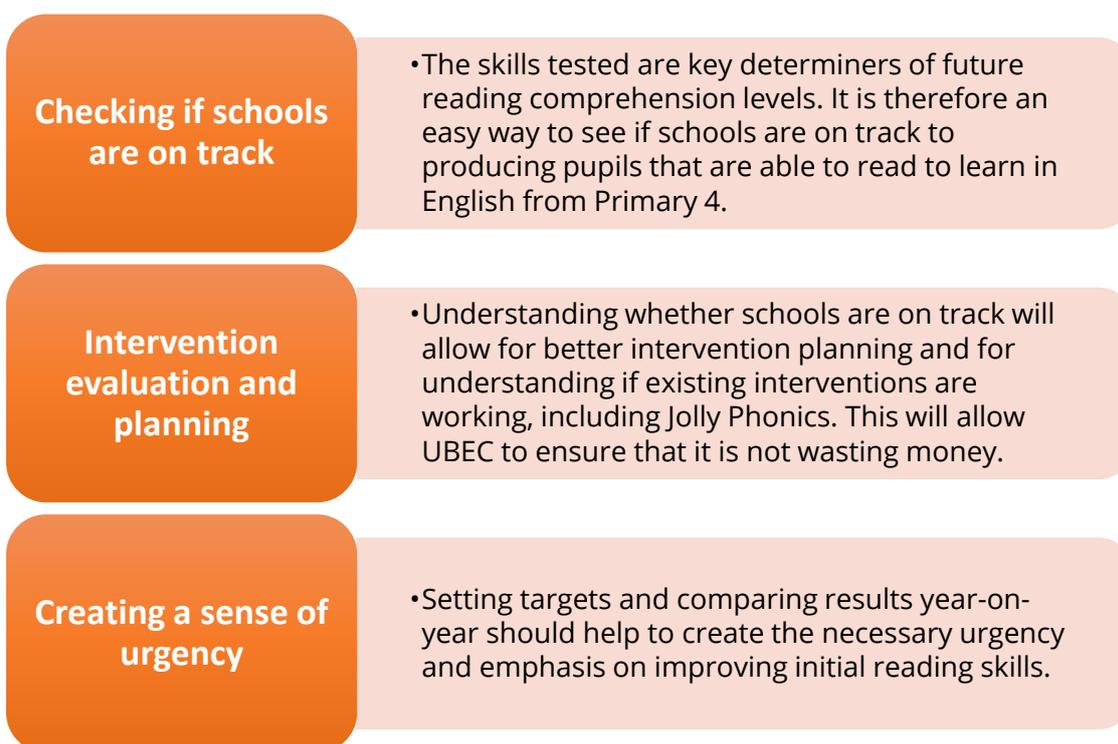 Checking if schools
are on track
•The skills tested are key determiners of future
reading comprehension levels. It is therefore an
easy way to see if schools are on track to
producing pupils that are able to read to learn in
English from Primary 4.
Intervention
evaluation and
planning
•Understanding whether schools are on track will
allow for better intervention planning and for
understanding if existing interventions are
working, including Jolly Phonics. This will allow
UBEC to ensure that it is not wasting money.
Creating a sense of
urgency
•Setting targets and comparing results year-on-
year should help to create the necessary urgency
and emphasis on improving initial reading skills.